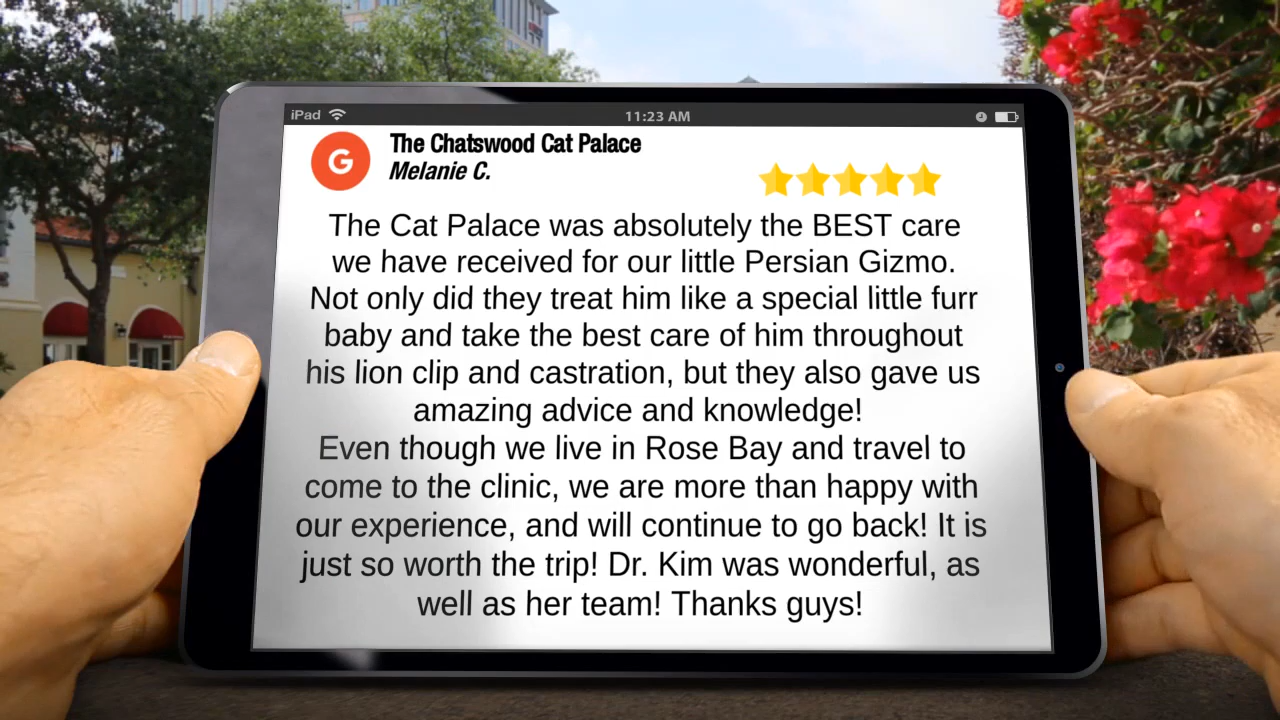 iPad 11:23 AM
G
The Chatswood Cat Palace
Melanie C.
The Cat Palace was absolutely the BEST care
we have received for our little Persian Gizmo.
Not only did they treat him like a special little furr
baby and take the best care of him throughout
his lion clip and castration, but they also gave us
amazing advice and knowledge!
Even though we live in Rose Bay and travel to
come to the clinic, we are more than happy with
our experience, and will continue to go back! It is
just so worth the trip! Dr. Kim was wonderful, as
well as her team! Thanks guys!